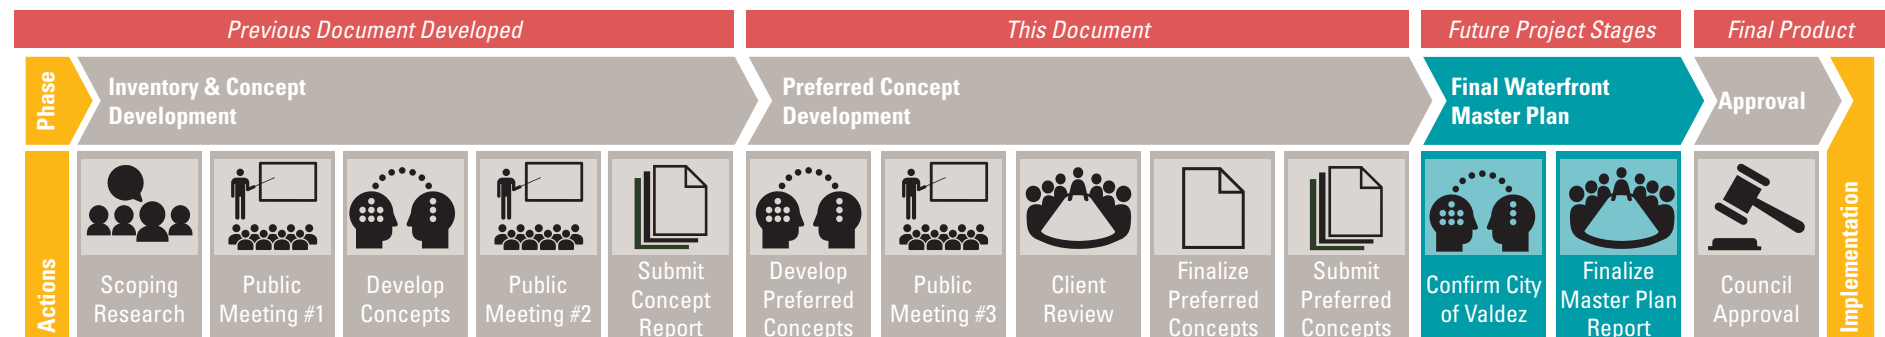 Previous Document Developed
This Document
Future Project Stages
Final Product
Phase
Inventory & Concept
Development
Preferred Concept
Development
Final Waterfront
Master Plan
Approval
Actions
Scoping
Research
Public
Meeting #1
Develop
Concepts
Public
Meeting #2
Submit
Concept
Report
Develop
Preferred
Concepts
Public
Meeting #3
Client
Review
Finalize
Preferred
Concepts
Submit
Preferred
Concepts
Confirm City
of Valdez
Finalize
Master Plan
Report
Council
Approval
Implementation